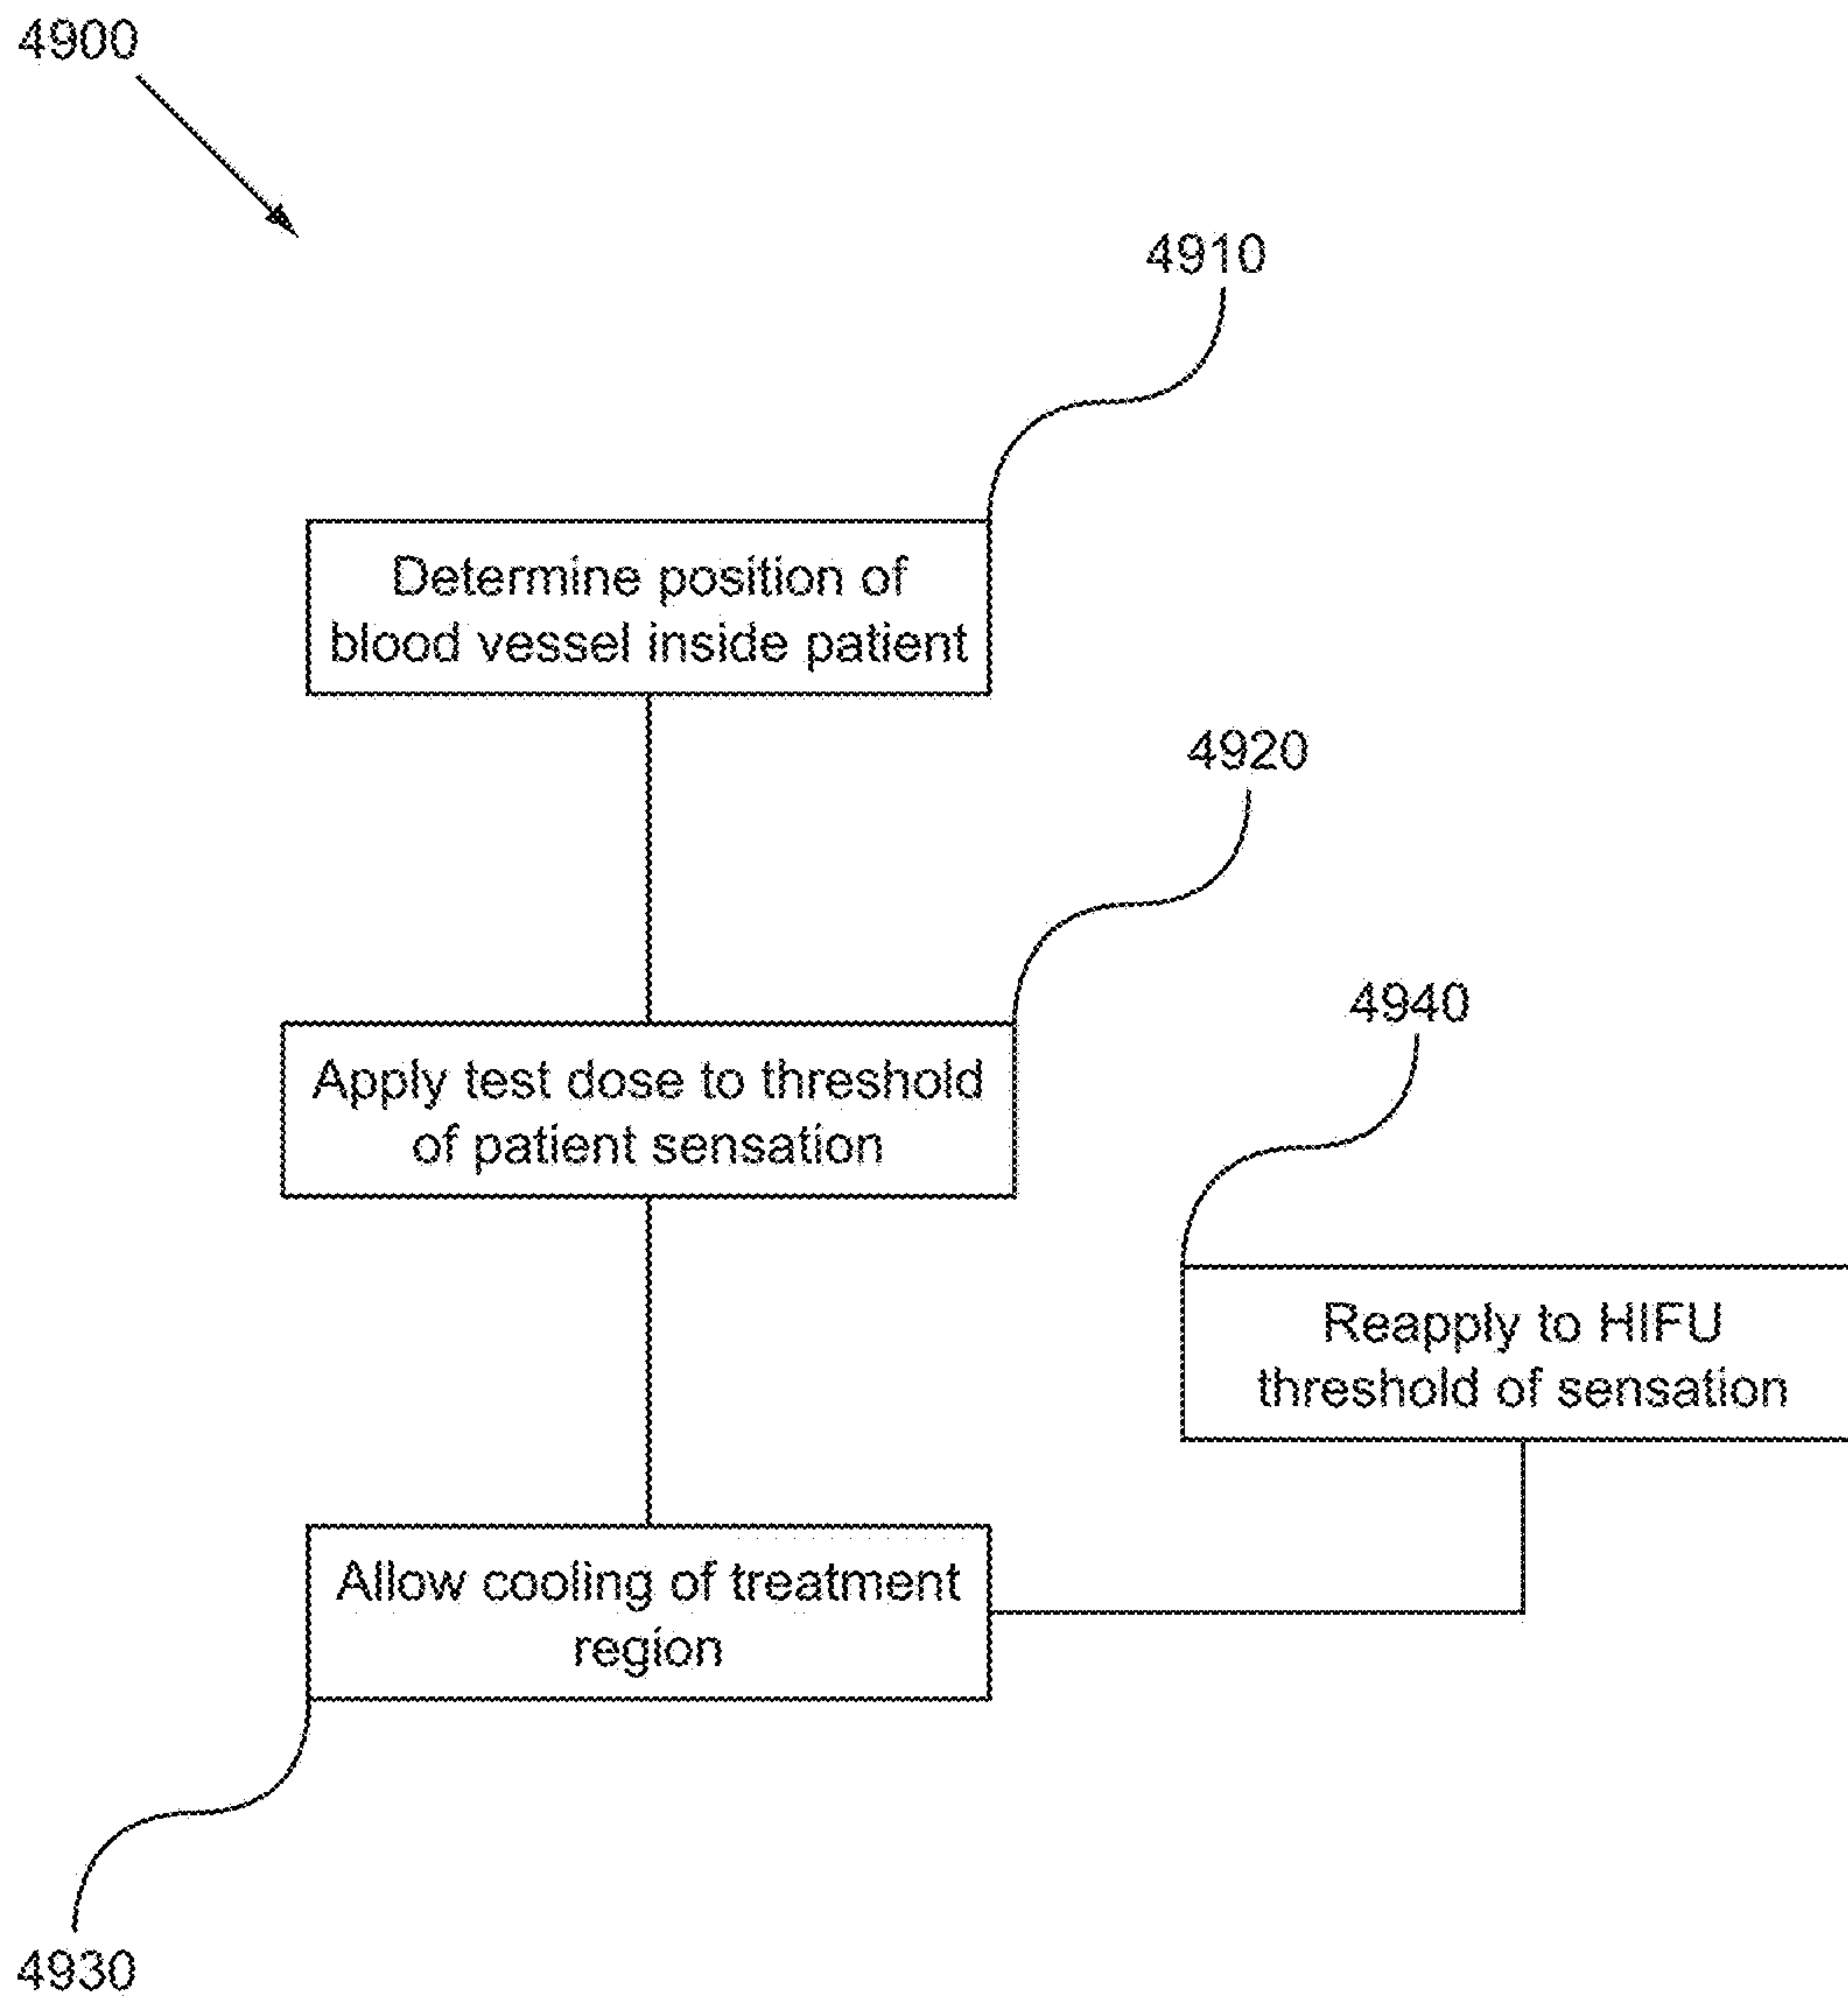 4900
4910
Determine position of
blood vessel inside patient
4920
Apply test dose to threshold
of patient sensation
4940
Reapply to HIFU
threshold of sensation
Allow cooling of treatment
region
4930